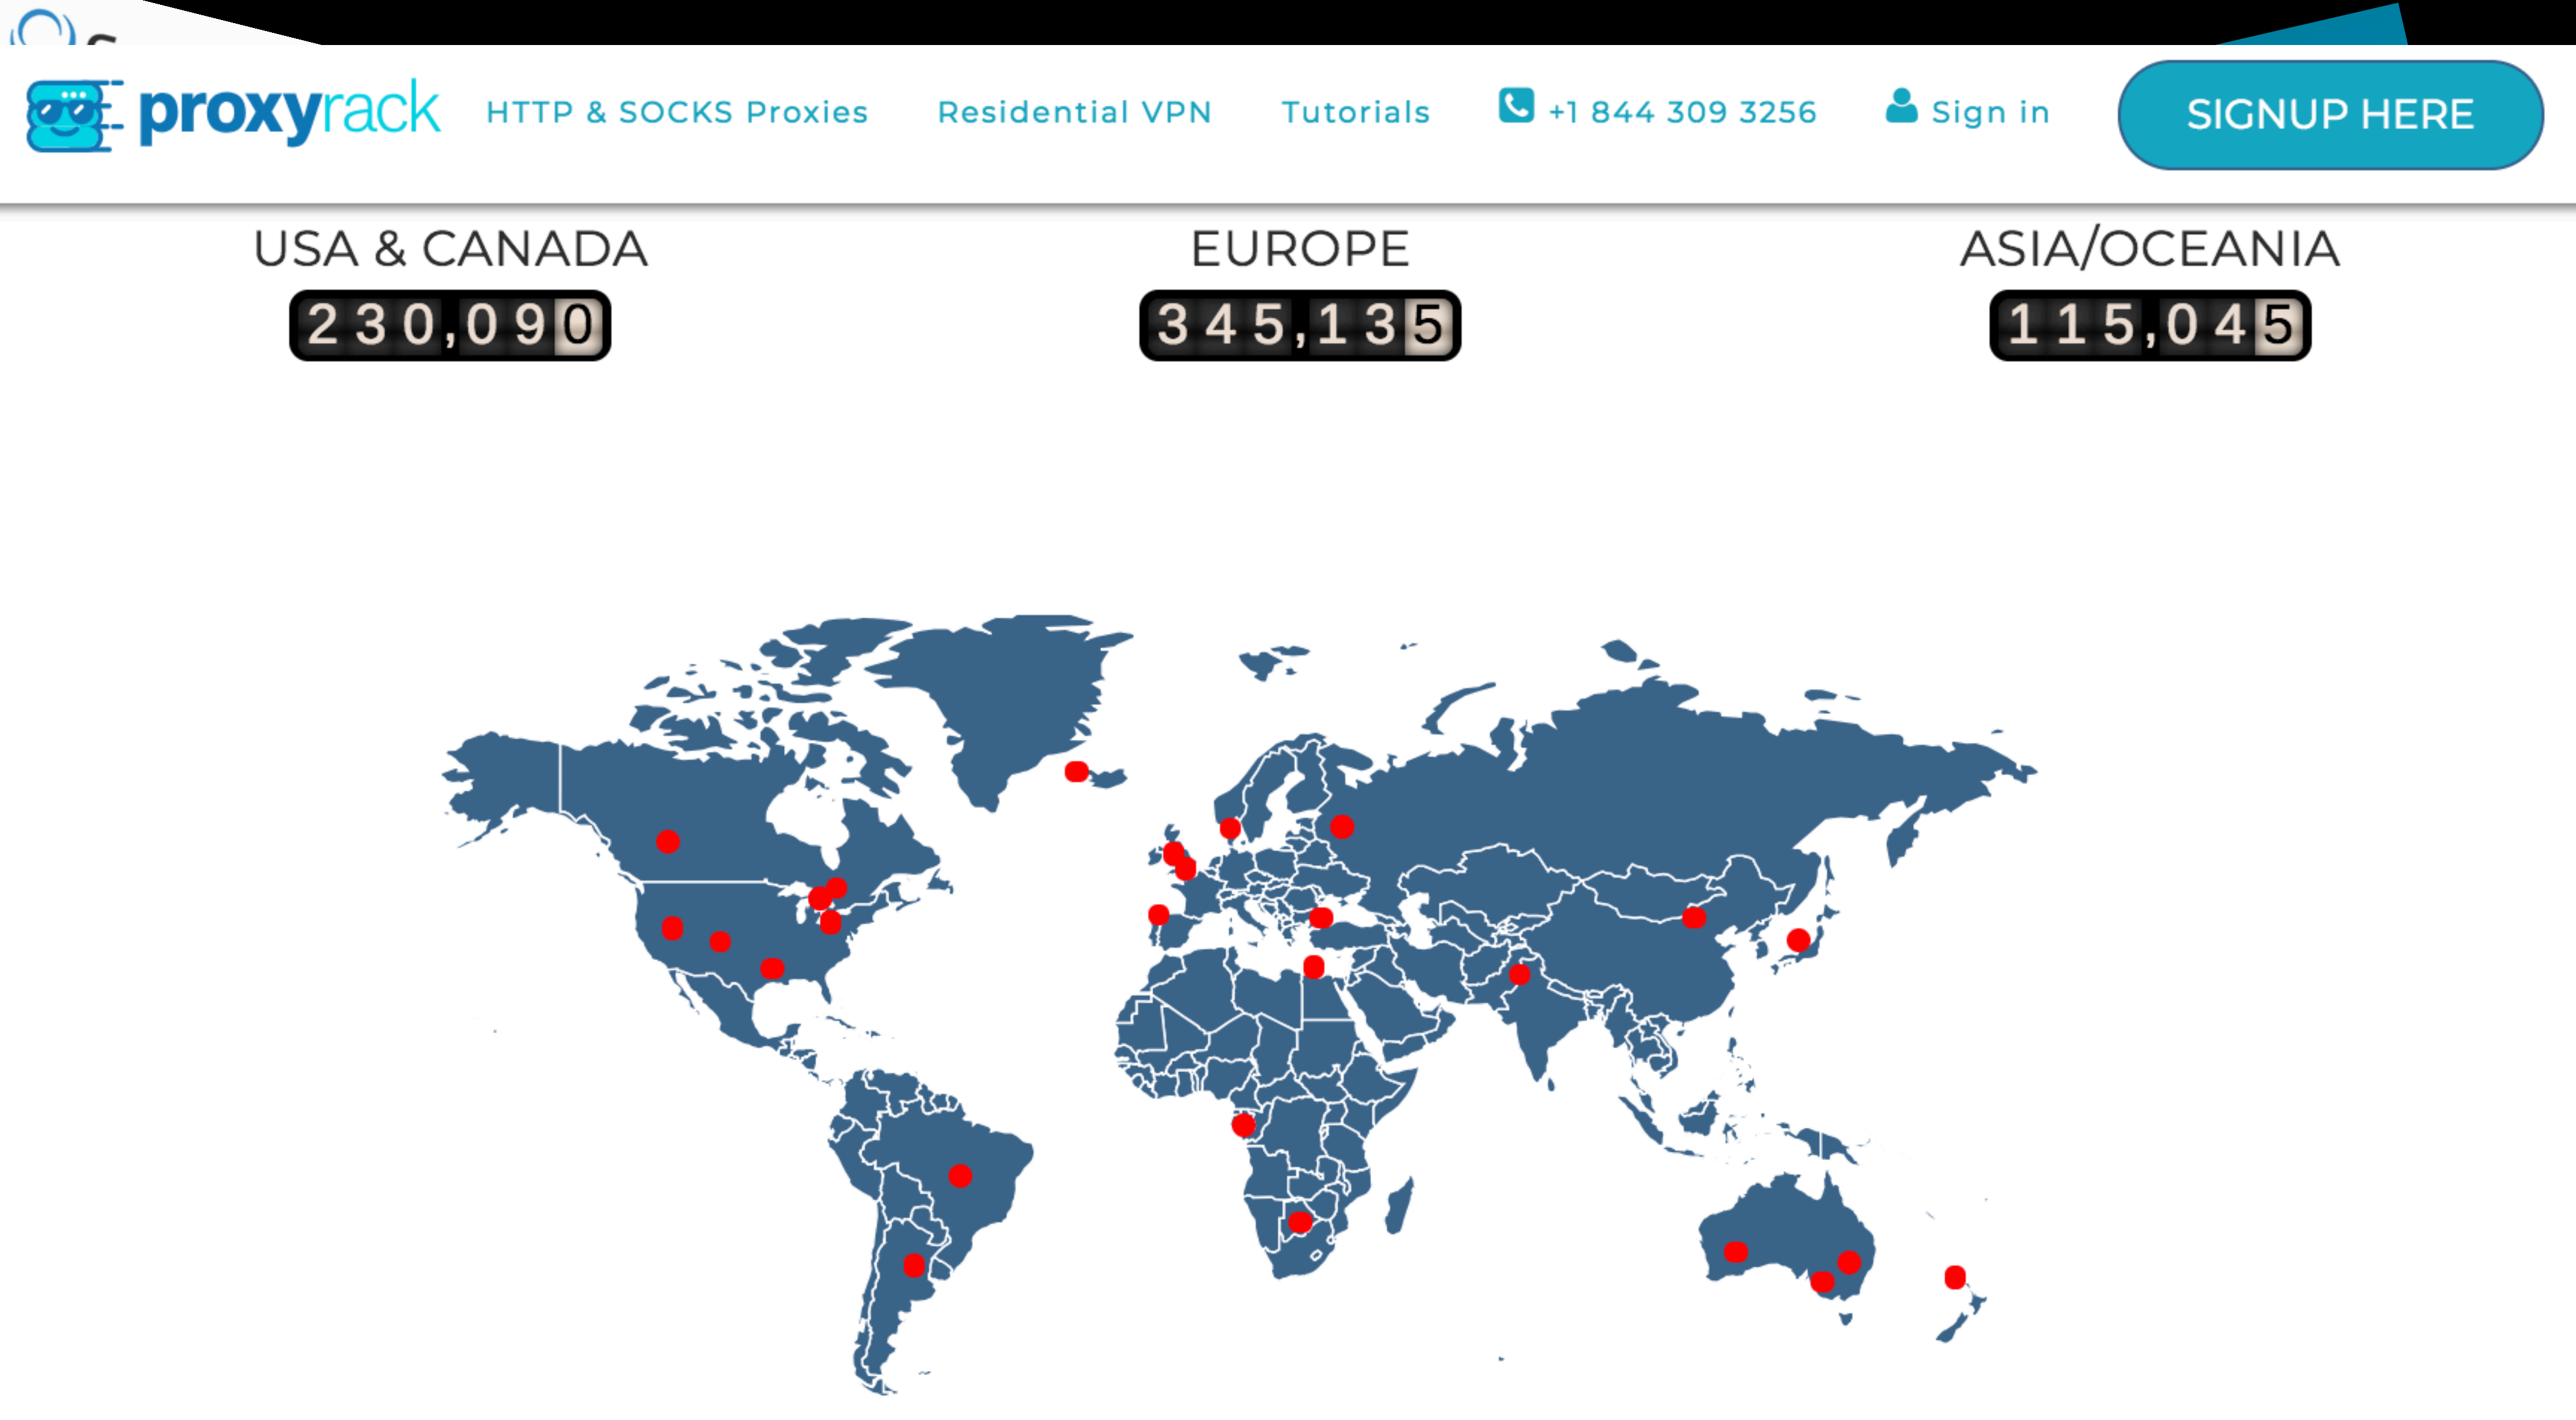 proxyrack HTTP & SOCKS Proxies Residential VPN Tutorials +1 844 309 3256 Sign in SIGNUP HERE
USA & CANADA EUROPE ASIA/OCEANIA
230,090 345,135 115,045